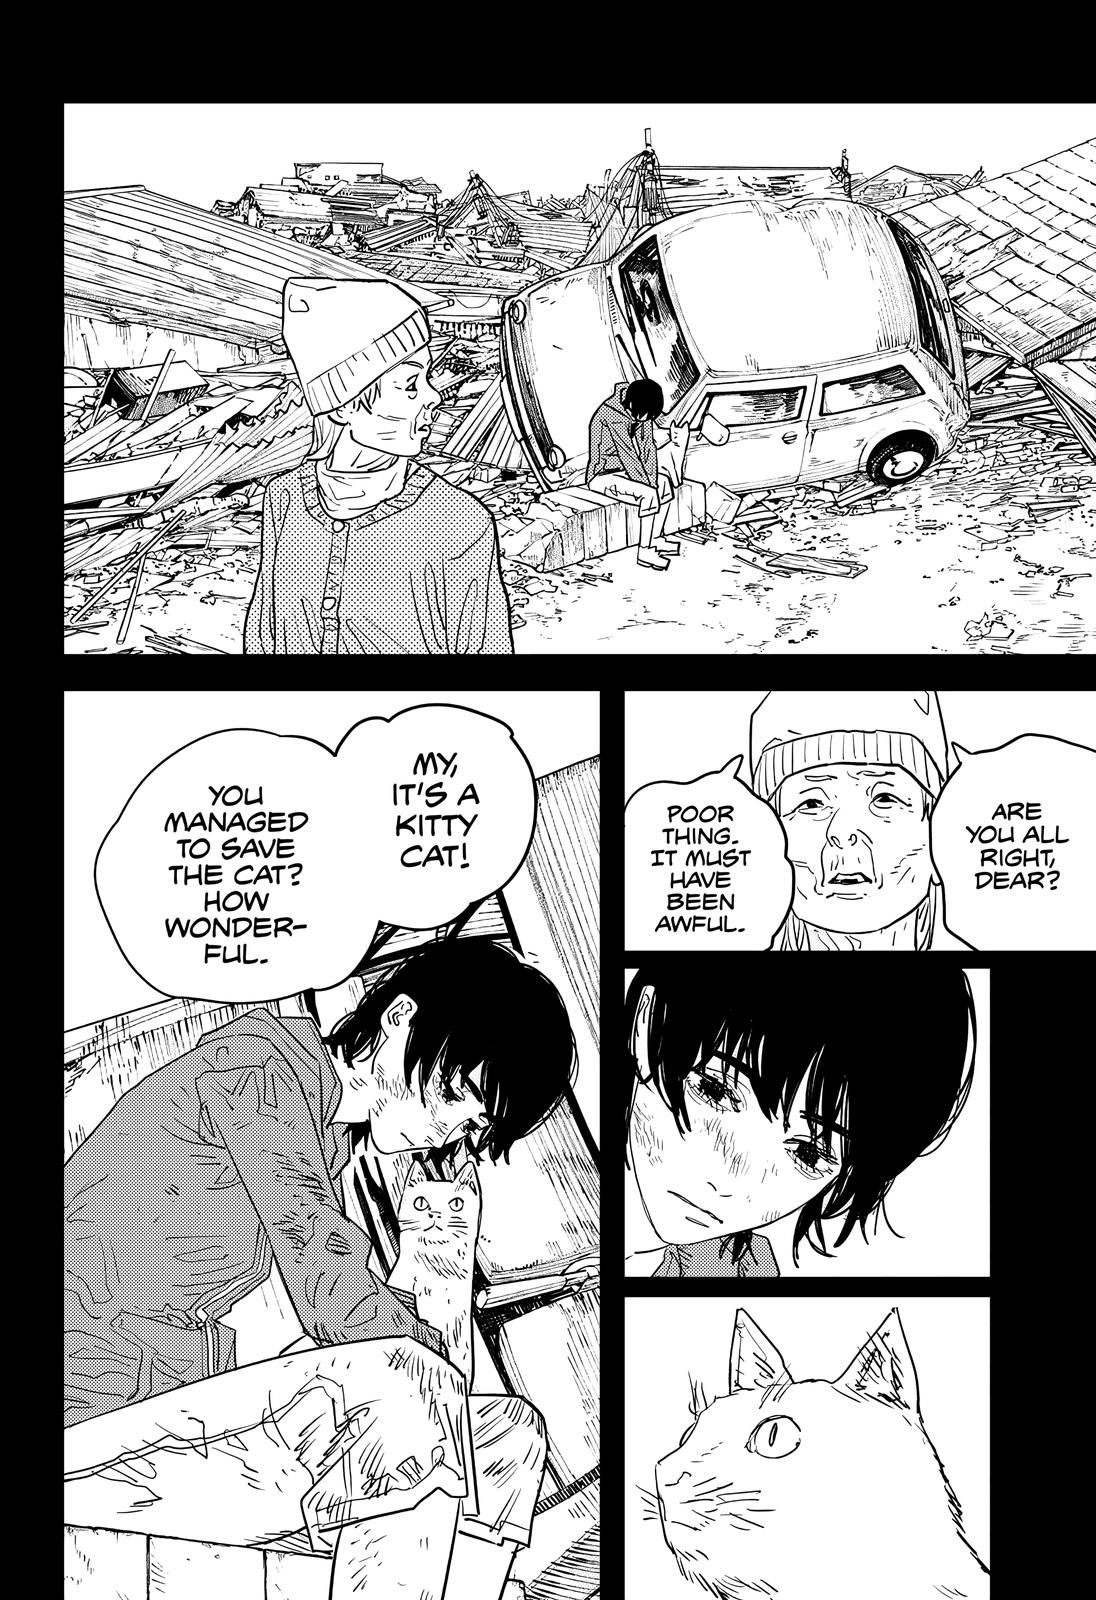 ARE
YOU ALL
RIGHT,
DEAR?
POOR
THING.
IT MUST
HAVE
BEEN
AWFUL.
MY,
IT'S A
KITTY
CAT!
YOU
MANAGED
TO SAVE
THE CAT?
HOW
WONDER-
FUL.